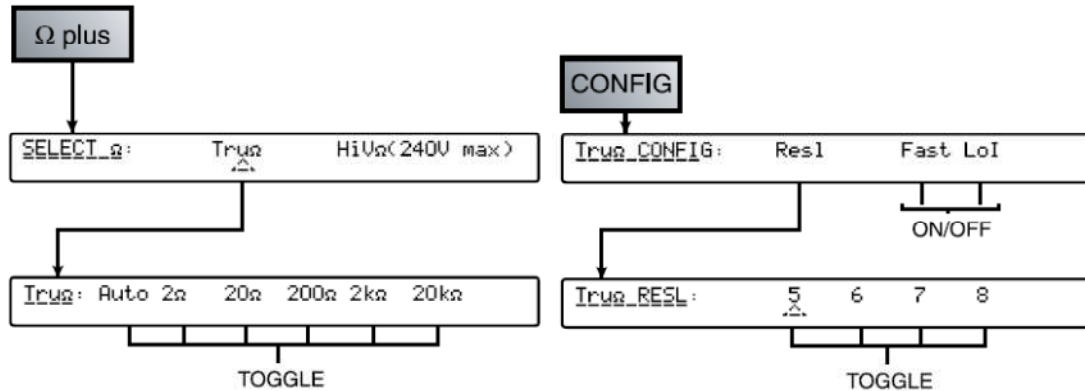 Ω plus
SELECT Ω: TruΩ HiVΩ(240V max)
TruΩ: Auto 2Ω 20Ω 200Ω 2kΩ 20kΩ
TOGGLE
CONFIG
TruΩ CONFIG: Resl Fast LoI
ON/OFF
TruΩ RESL: 5 6 7 8
TOGGLE